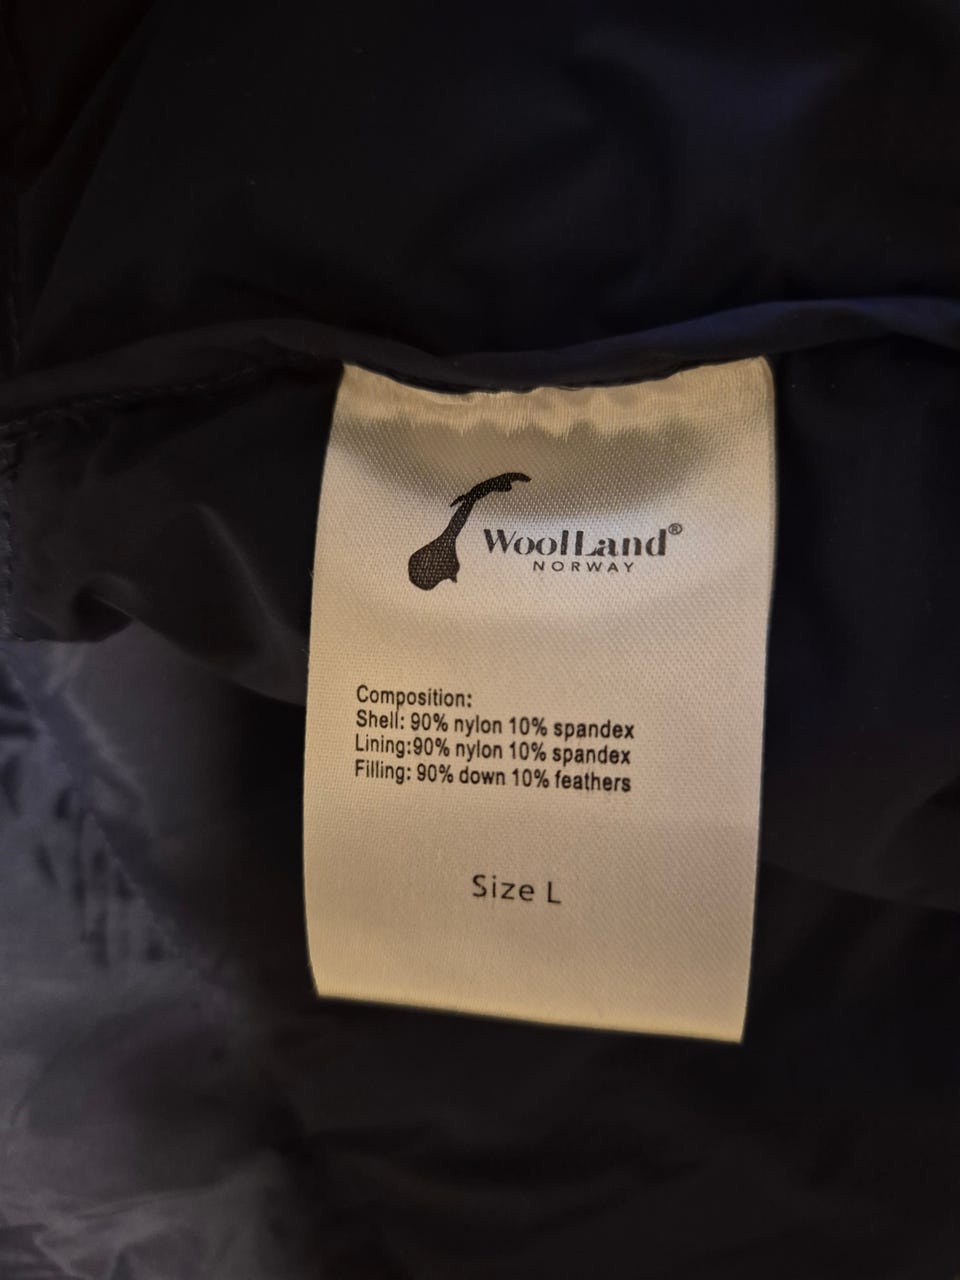 WoolLand®
NORWAY
Composition:
Shell: 90% nylon 10% spandex
Lining:90% nylon 10% spandex
Filling: 90% down 10% feathers
Size L